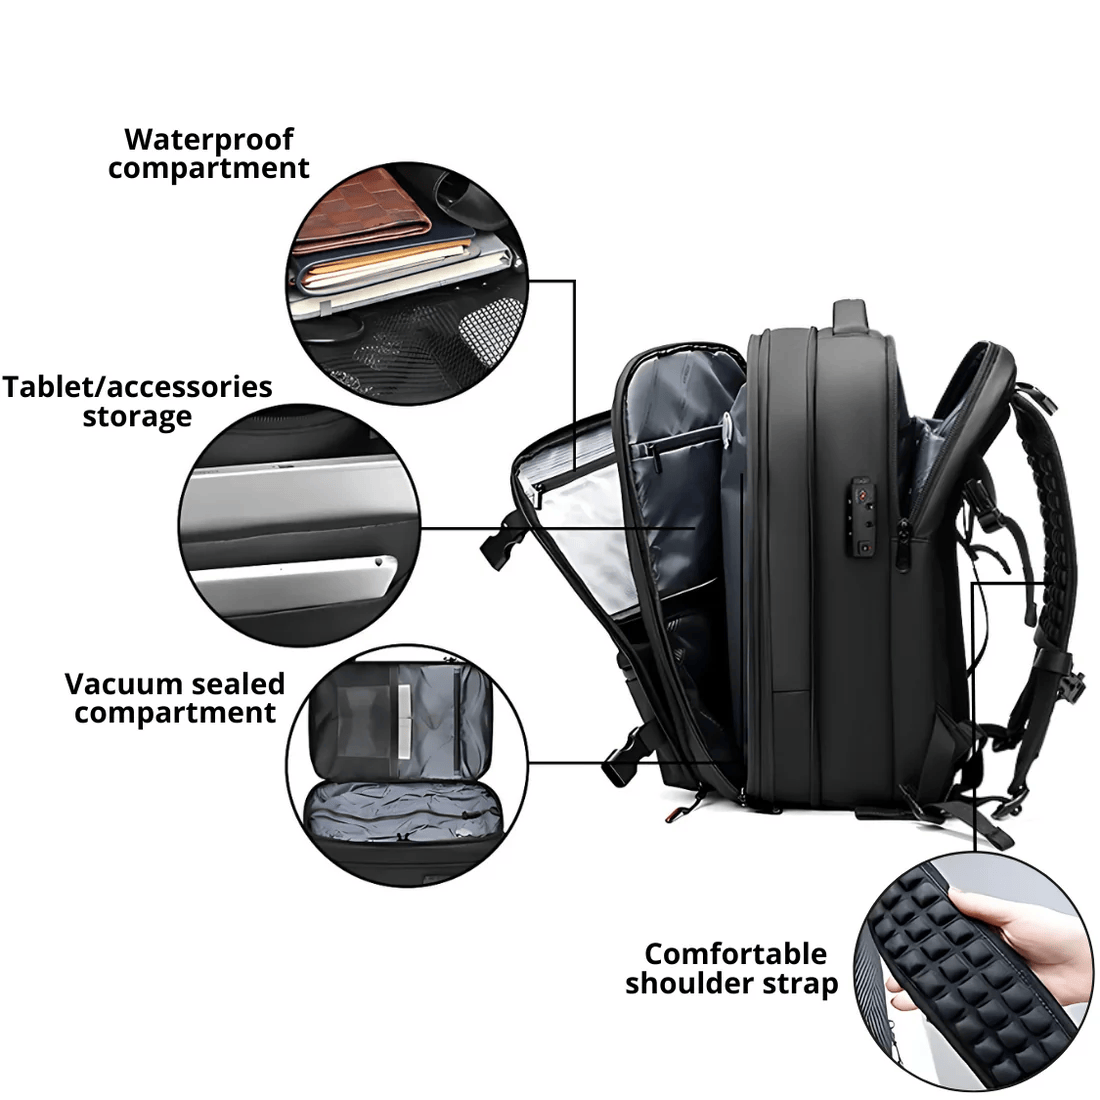 Waterproof
compartment
Tablet/accessories
storage
Vacuum sealed
compartment
Comfortable
shoulder strap